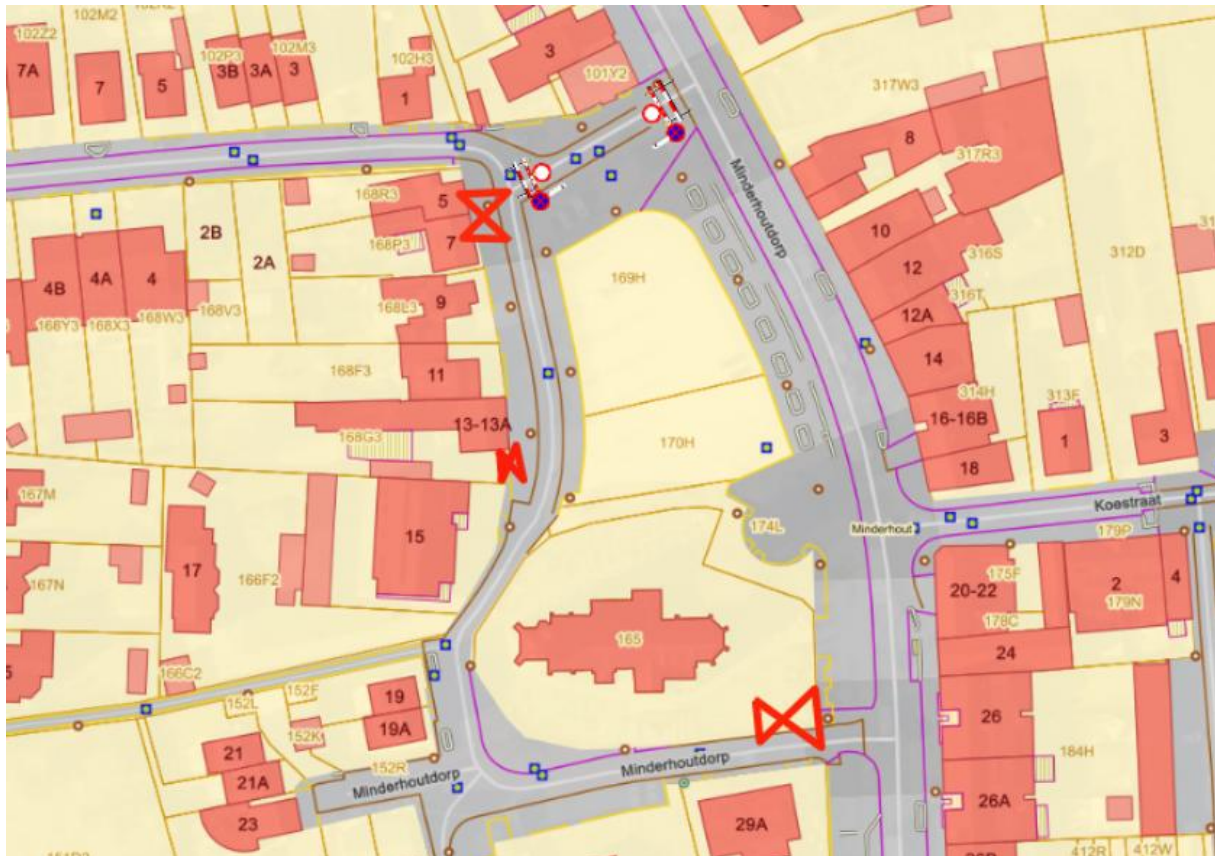 102M2
102Z2
102P3
102M3
102H3
7A
7
5
3B
3A
3
1
3
101Y2
317W3
8
317R3
Minderhoutdorp
168R3
5
168P3
7
2B
2A
4B
4A
4
168Y3
168X3
168W3
168V3
168L3
9
169H
10
12
316S
316T
312D
12A
14
168F3
11
13-13A
168G3
170H
314H
313F
16-16B
1
3
18
167M
15
17
166F2
167N
174L
Minderhout
Koestraat
179P
20-22
175F
2
4
179N
178C
24
165
166C2
152F
152L
19
19A
152K
26
184H
21
21A
152R
Minderhoutdorp
Minderhoutdorp
23
29A
26A
412R
412W